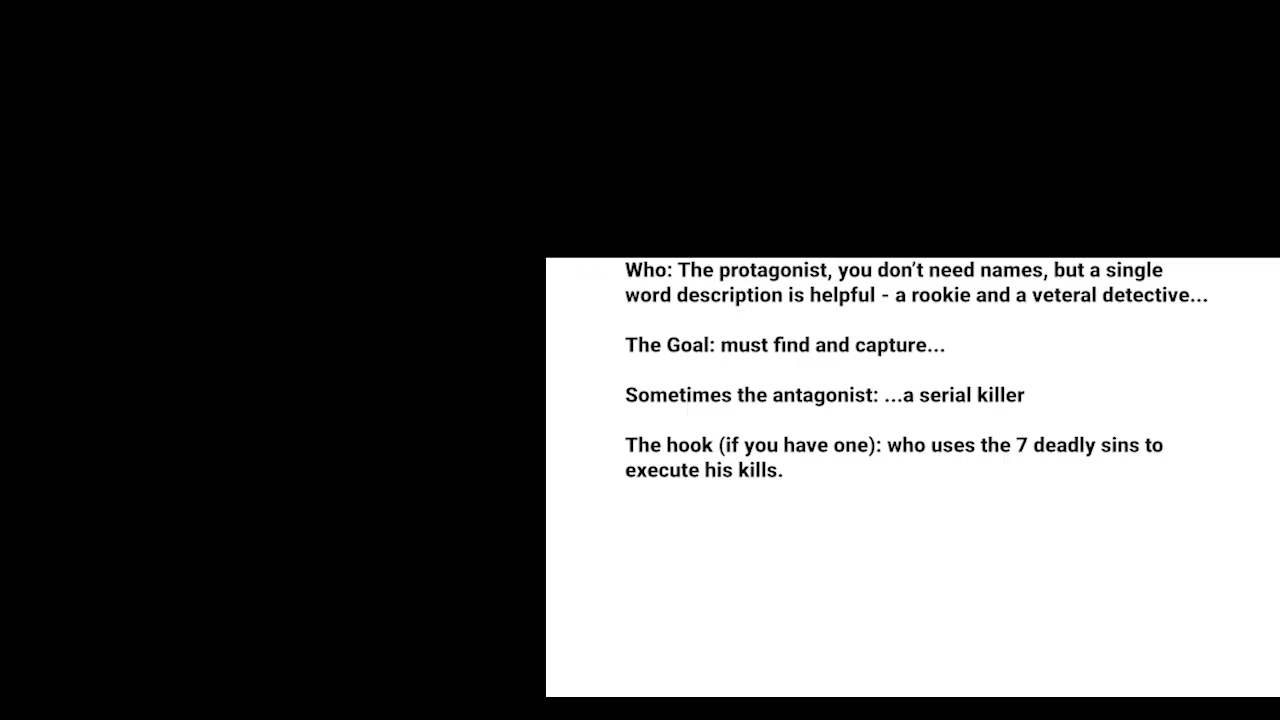 Who: The protagonist, you don’t need names, but a single
word description is helpful - a rookie and a veteral detective...
The Goal: must find and capture...
Sometimes the antagonist: ...a serial killer
The hook (if you have one): who uses the 7 deadly sins to
execute his kills.